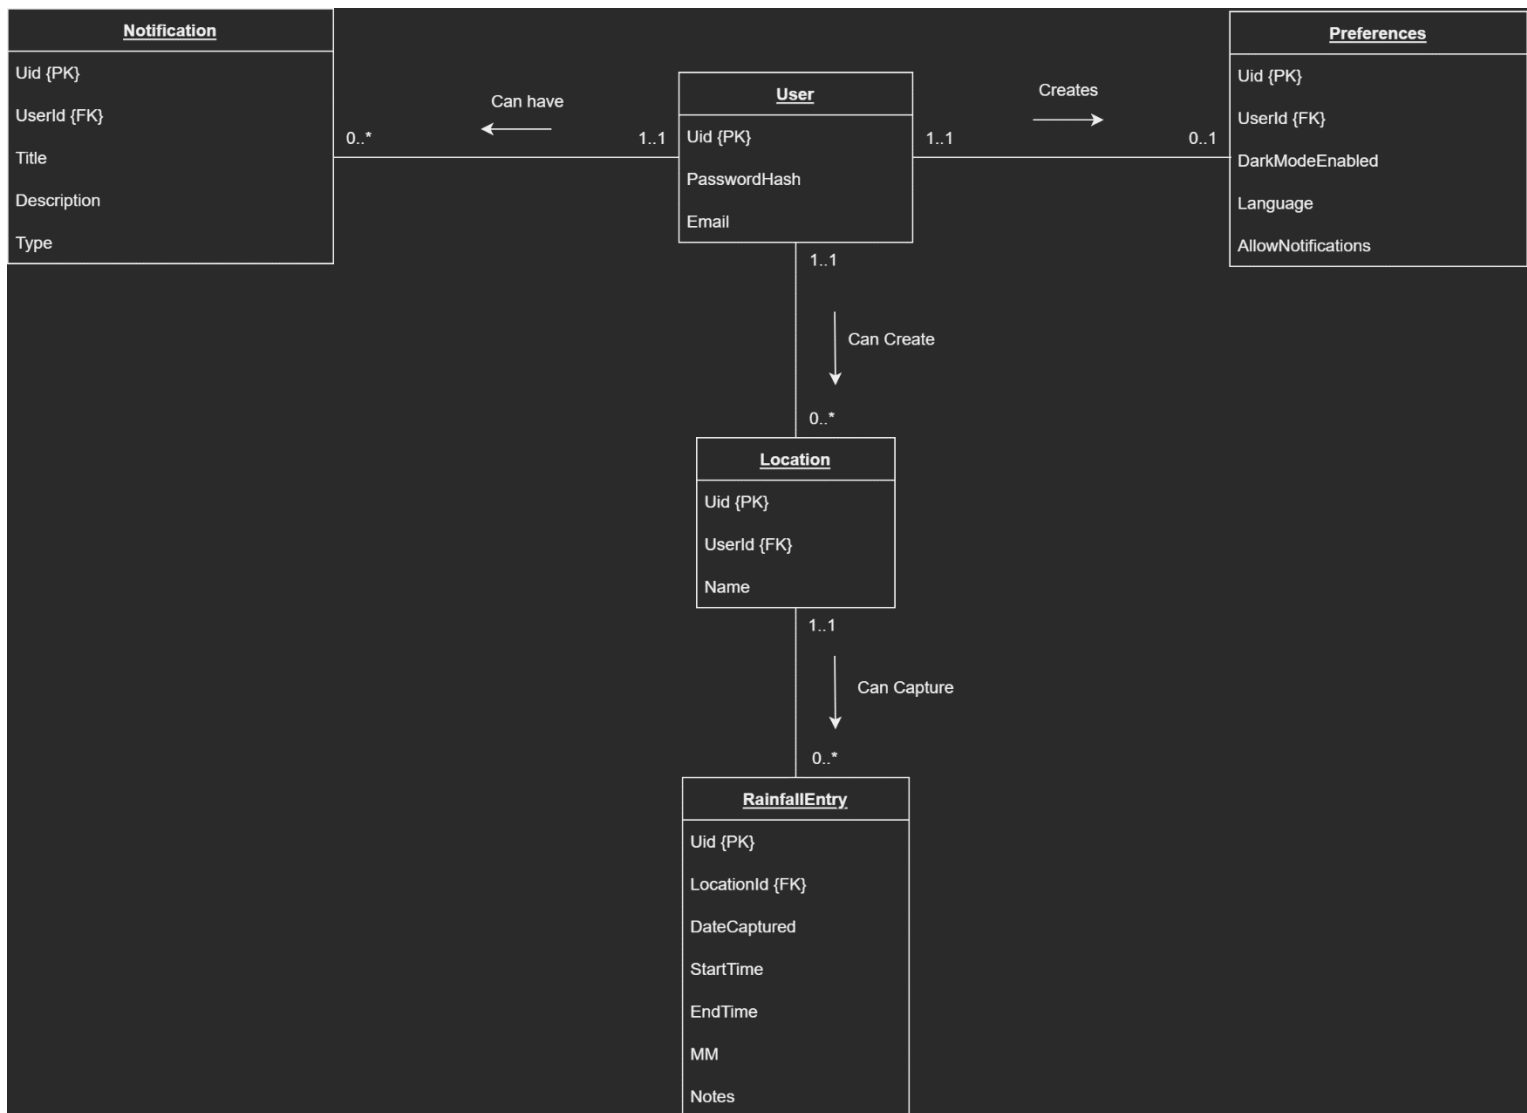 Notification
Uid {PK}
UserId {FK}
Title
Description
Type
Can have
0..*
1..1
User
Uid {PK}
PasswordHash
Email
Creates
1..1
0..1
Preferences
Uid {PK}
UserId {FK}
DarkModeEnabled
Language
AllowNotifications
1..1
Can Create
0..*
Location
Uid {PK}
UserId {FK}
Name
1..1
Can Capture
0..*
RainfallEntry
Uid {PK}
LocationId {FK}
DateCaptured
StartTime
EndTime
MM
Notes